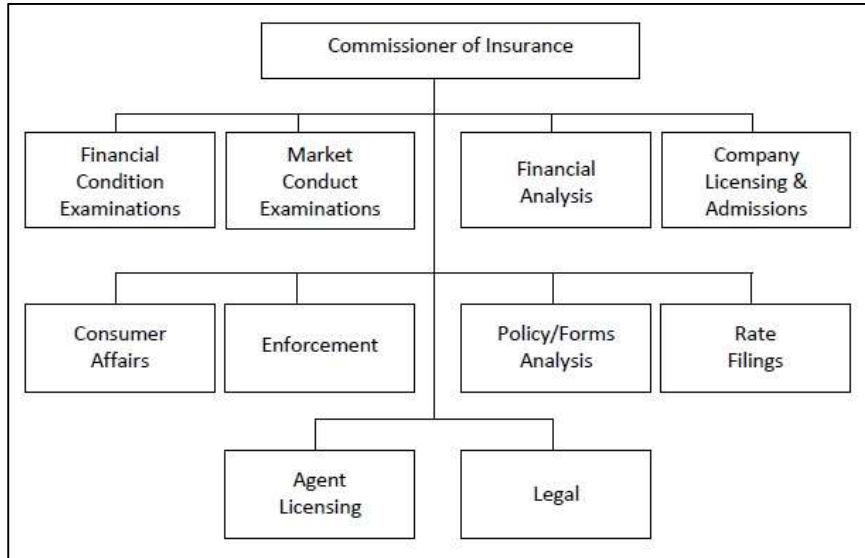 Commissioner of Insurance
Financial
Condition
Examinations
Market
Conduct
Examinations
Financial
Analysis
Company
Licensing &
Admissions
Consumer
Affairs
Enforcement
Policy/Forms
Analysis
Rate
Filings
Agent
Licensing
Legal